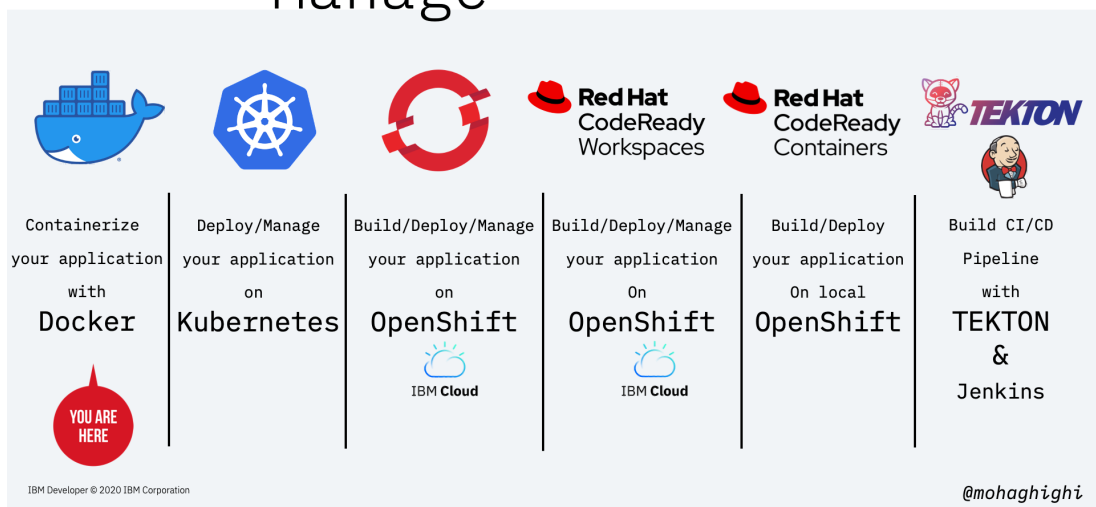 manage
Red Hat
CodeReady
Workspaces
Red Hat
CodeReady
Containers
TEKTON
Containerize
your application
with
Docker
YOU ARE
HERE
Deploy/Manage
your application
on
Kubernetes
Build/Deploy/Manage
your application
on
OpenShift
IBM Cloud
Build/Deploy/Manage
your application
On
OpenShift
IBM Cloud
Build/Deploy
your application
On local
OpenShift
Build CI/CD
Pipeline
with
TEKTON
&
Jenkins
IBM Developer © 2020 IBM Corporation
@mohaghighi